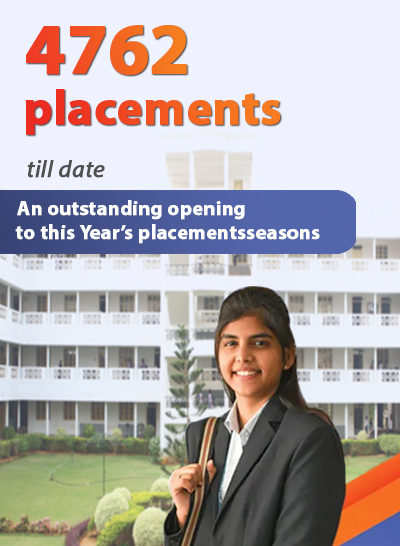 4762
placements
till date
An outstanding opening
to this Year's placementsseasons